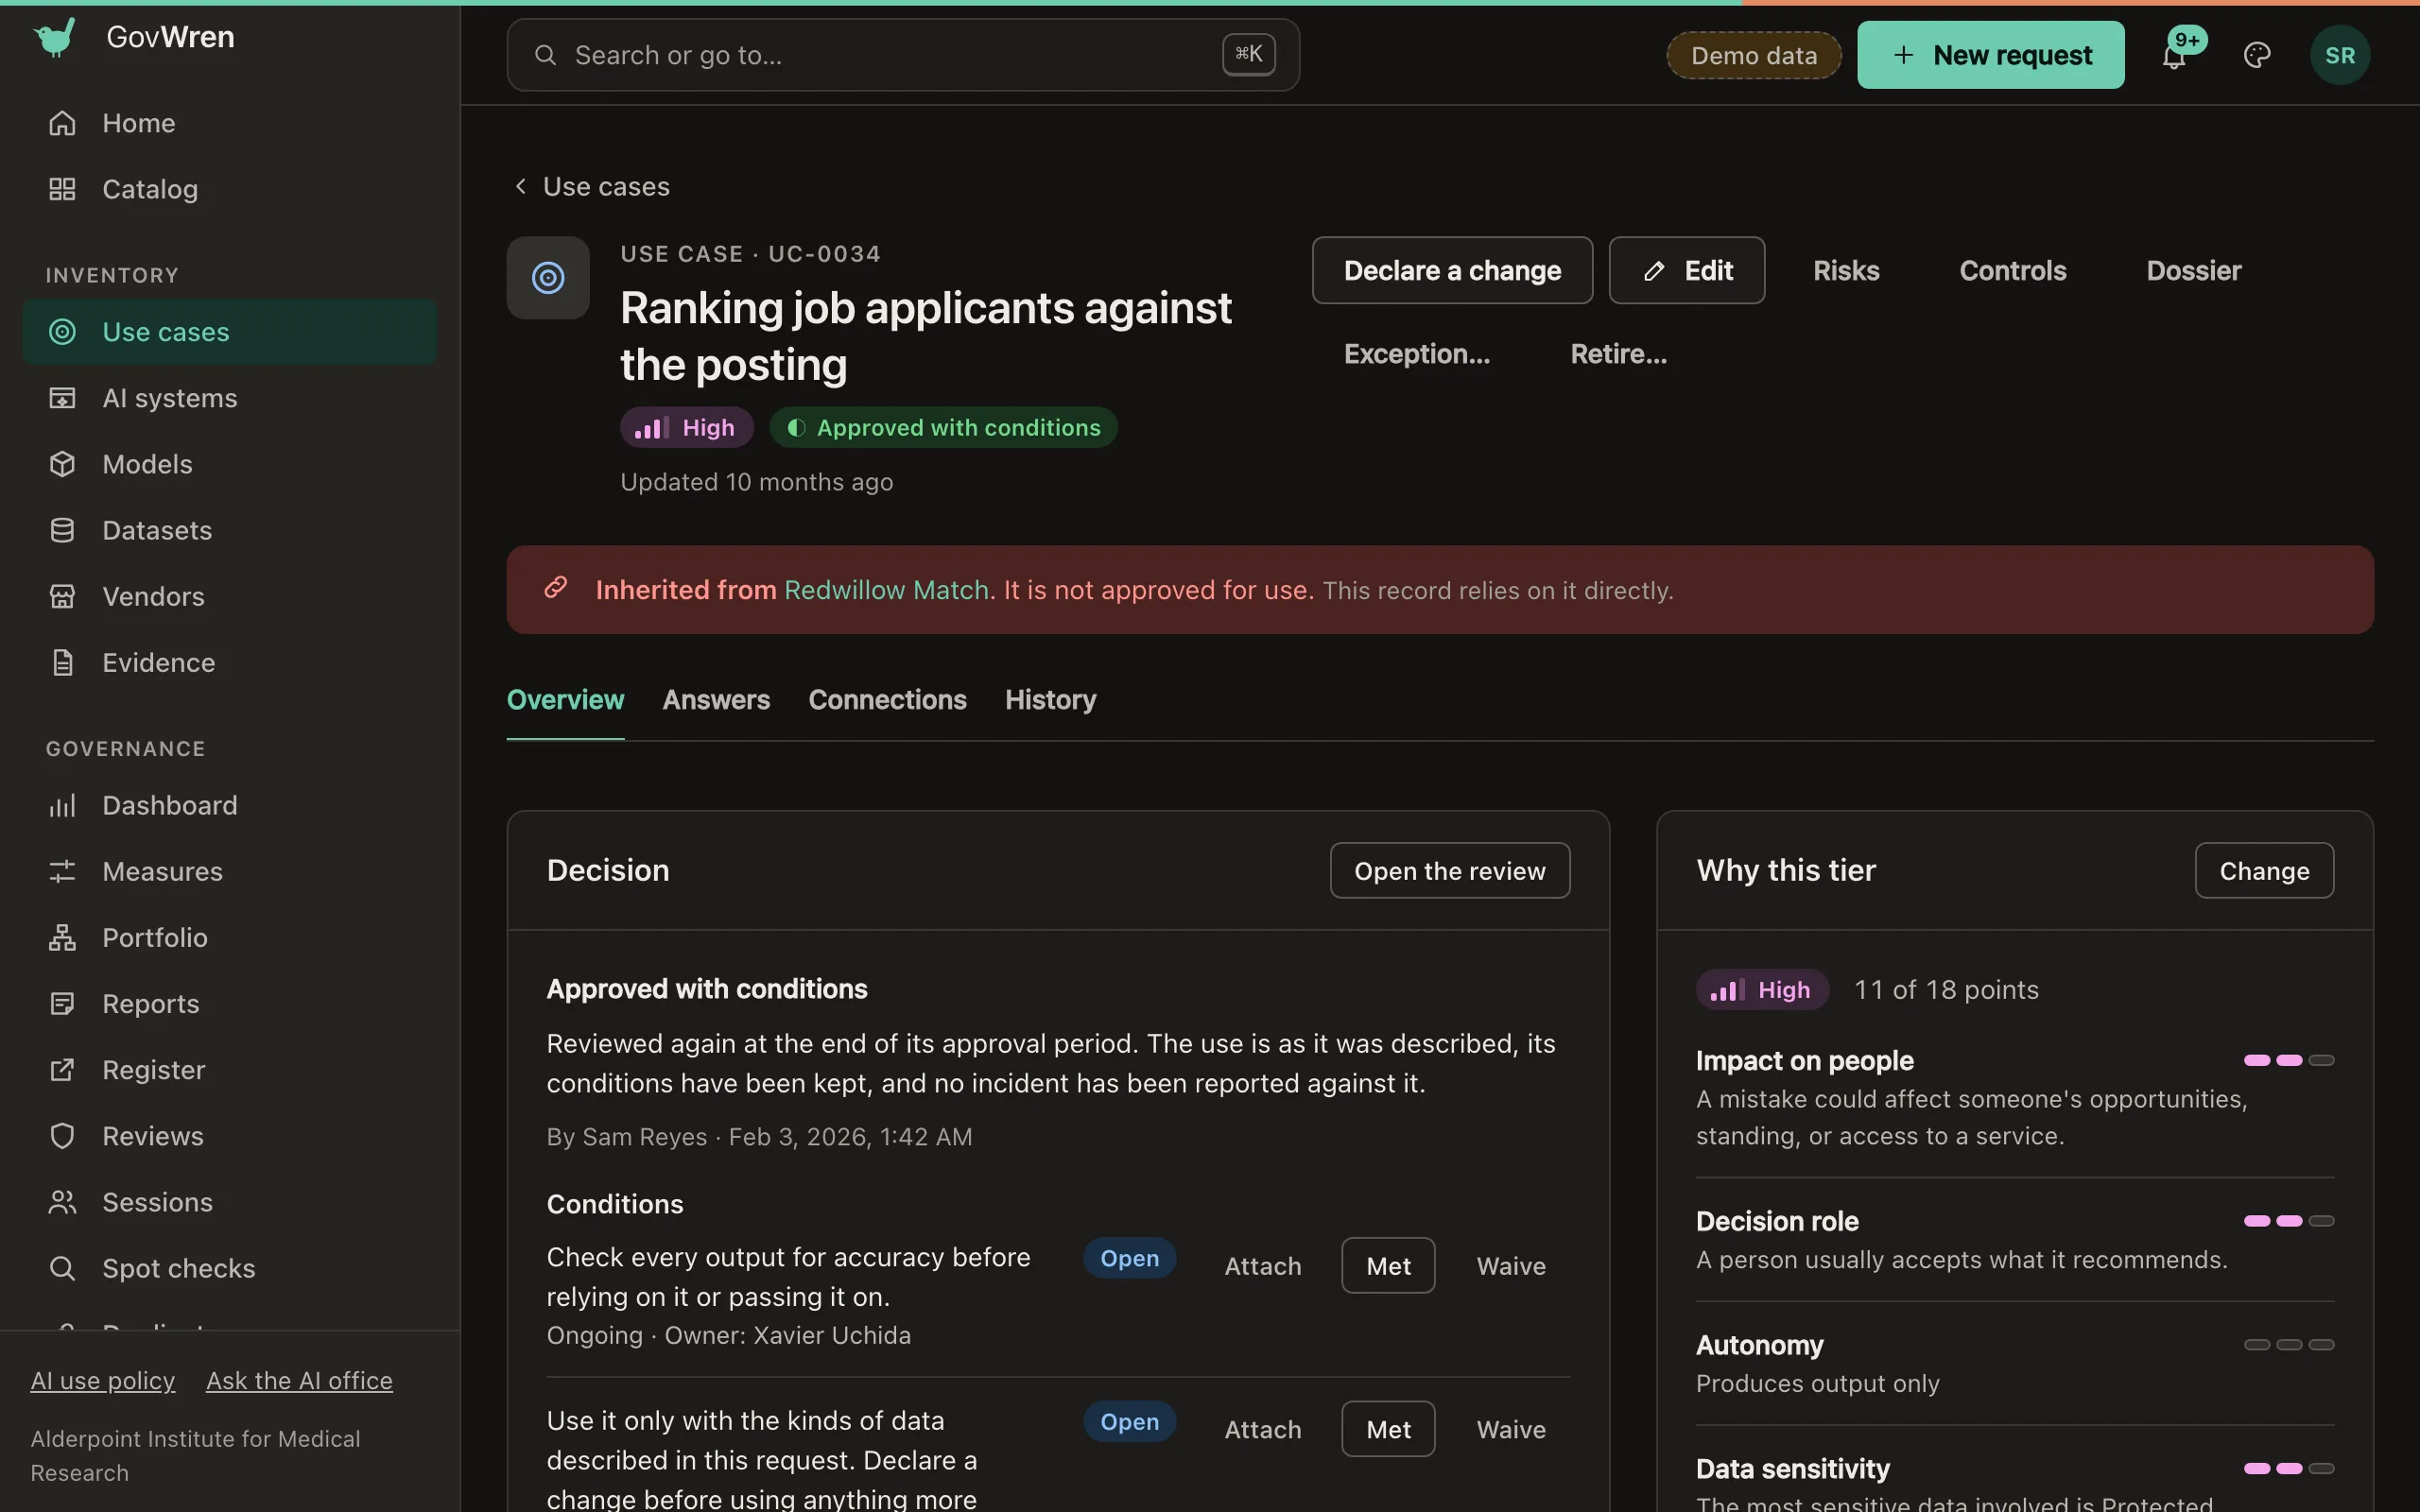 GovWren
Search or go to...
⌘K
Demo data
+ New request
9+
SR
Home
Catalog
INVENTORY
Use cases
AI systems
Models
Datasets
Vendors
Evidence
GOVERNANCE
Dashboard
Measures
Portfolio
Reports
Register
Reviews
Sessions
Spot checks
AI use policy
Ask the AI office
Alderpoint Institute for Medical
Research
Use cases
USE CASE · UC-0034
Ranking job applicants against
the posting
High
Approved with conditions
Updated 10 months ago
Declare a change
Edit
Risks
Controls
Dossier
Exception...
Retire...
Inherited from Redwillow Match. It is not approved for use. This record relies on it directly.
Overview
Answers
Connections
History
Decision
Open the review
Approved with conditions
Reviewed again at the end of its approval period. The use is as it was described, its
conditions have been kept, and no incident has been reported against it.
By Sam Reyes · Feb 3, 2026, 1:42 AM
Conditions
Check every output for accuracy before
relying on it or passing it on.
Ongoing · Owner: Xavier Uchida
Open
Attach
Met
Waive
Use it only with the kinds of data
described in this request. Declare a
change before using anything more
Open
Attach
Met
Waive
Why this tier
Change
High
11 of 18 points
Impact on people
A mistake could affect someone's opportunities,
standing, or access to a service.
Decision role
A person usually accepts what it recommends.
Autonomy
Produces output only
Data sensitivity
The most sensitive data involved is Protected